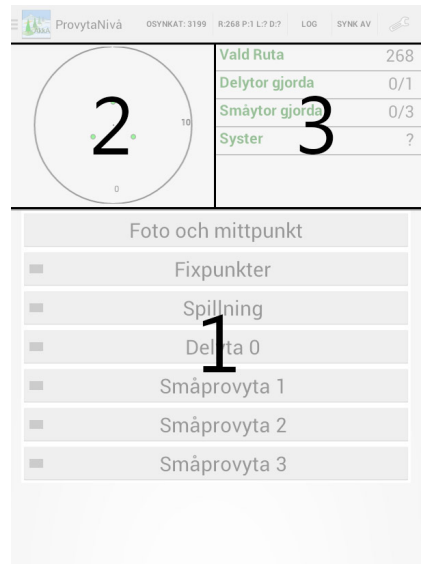 ProvytaNivå OSYNKAT: 3199 R:268 P:1 L:? D:? LOG SYNK AV
2
10
0
Vald Ruta 268
Delytor gjorda 0/1
Småytor gjorda 0/3
Syster ?
3
Foto och mittpunkt
Fixpunkter
Spillning
Delyta 0
1
Småprovyta 1
Småprovyta 2
Småprovyta 3